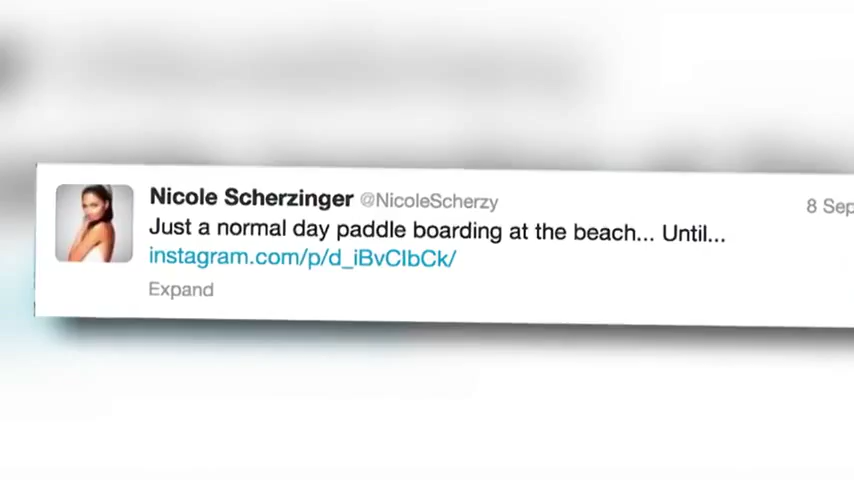 Nicole Scherzinger @NicoleScherzy 8 Sep
Just a normal day paddle boarding at the beach... Until...
instagram.com/p/d_iBvClbCk/
Expand